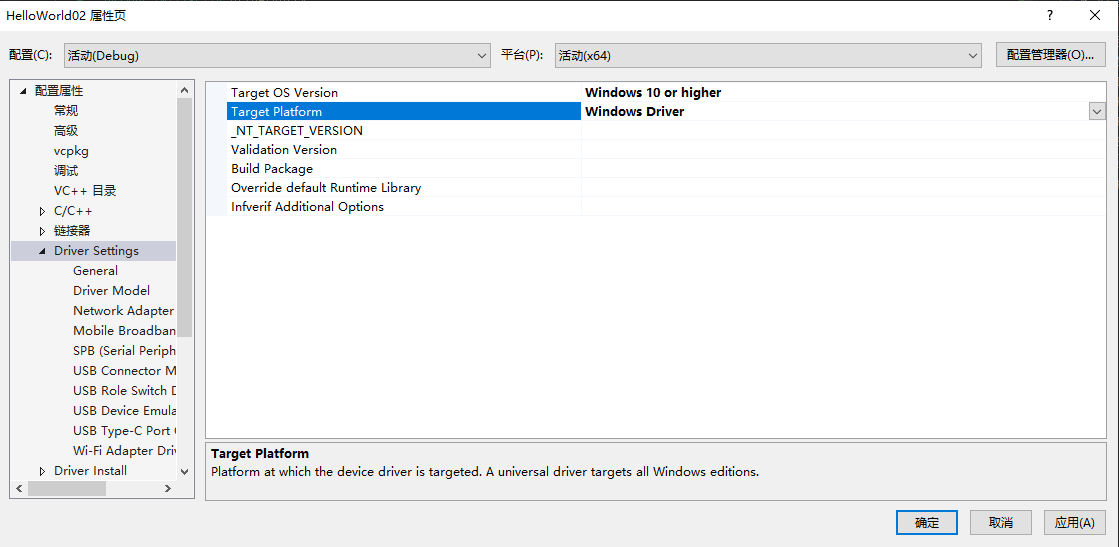 HelloWorld02 属性页
?
配置(C):
活动(Debug)
平台(P):
活动(x64)
配置管理器(O)...
配置属性
常规
高级
vcpkg
调试
VC++ 目录
C/C++
链接器
Driver Settings
General
Driver Model
Network Adapter
Mobile Broadban
SPB (Serial Periph
USB Connector M
USB Role Switch D
USB Device Emula
USB Type-C Port
Wi-Fi Adapter Driv
Driver Install
Target OS Version
Windows 10 or higher
Target Platform
Windows Driver
_NT_TARGET_VERSION
Validation Version
Build Package
Override default Runtime Library
Infverif Additional Options
Target Platform
Platform at which the device driver is targeted. A universal driver targets all Windows editions.
确定
取消
应用(A)